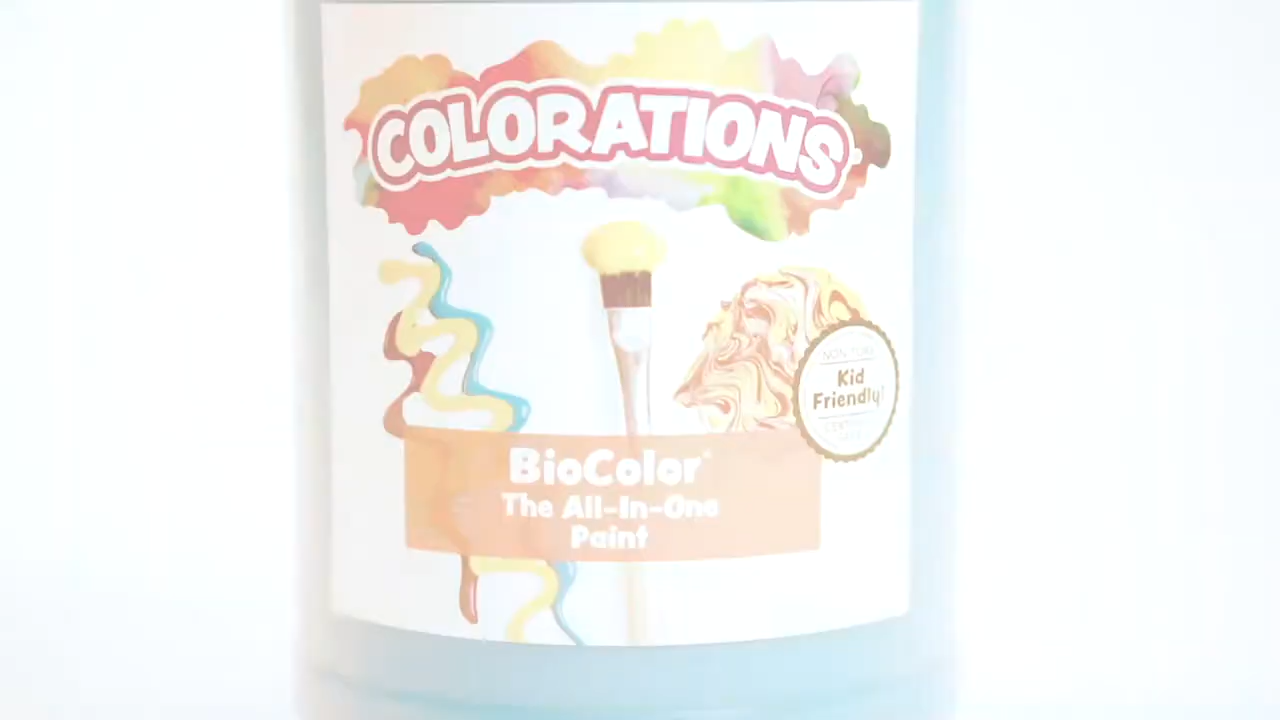 COLORATIONS
Kid
Friendly!
BioColor®
The All-In-One
Paint